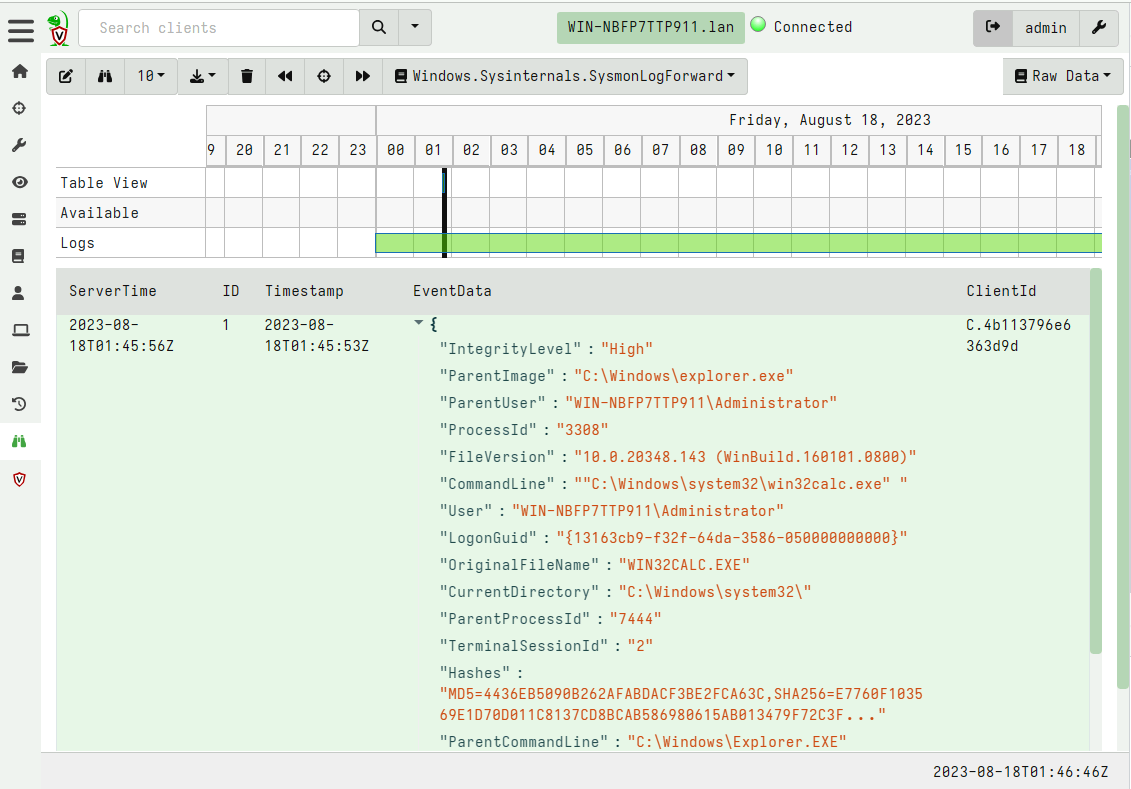 Search clients
WIN-NBFP7TTP911.lan
Connected
admin
10
Windows.Sysinternals.SysmonLogForward
Raw Data
Friday, August 18, 2023
9 20 21 22 23 00 01 02 03 04 05 06 07 08 09 10 11 12 13 14 15 16 17 18
Table View
Available
Logs
ServerTime ID Timestamp EventData ClientId
2023-08-
18T01:45:56Z
1
2023-08-
18T01:45:53Z
{
"IntegrityLevel" : "High"
"ParentImage" : "C:\Windows\explorer.exe"
"ParentUser" : "WIN-NBFP7TTP911\Administrator"
"ProcessId" : "3308"
"FileVersion" : "10.0.20348.143 (WinBuild.160101.0800)"
"CommandLine" : ""C:\Windows\system32\win32calc.exe" "
"User" : "WIN-NBFP7TTP911\Administrator"
"LogonGuid" : "{13163cb9-f32f-64da-3586-050000000000}"
"OriginalFileName" : "WIN32CALC.EXE"
"CurrentDirectory" : "C:\Windows\system32\"
"ParentProcessId" : "7444"
"TerminalSessionId" : "2"
"Hashes" :
"MD5=4436EB5090B262AFABDACF3BE2FCA63C,SHA256=E7760F1035
69E1D70D011C8137CD8BCAB586980615AB013479F72C3F..."
"ParentCommandLine" : "C:\Windows\Explorer.EXE"
C.4b113796e6
363d9d
2023-08-18T01:46:46Z